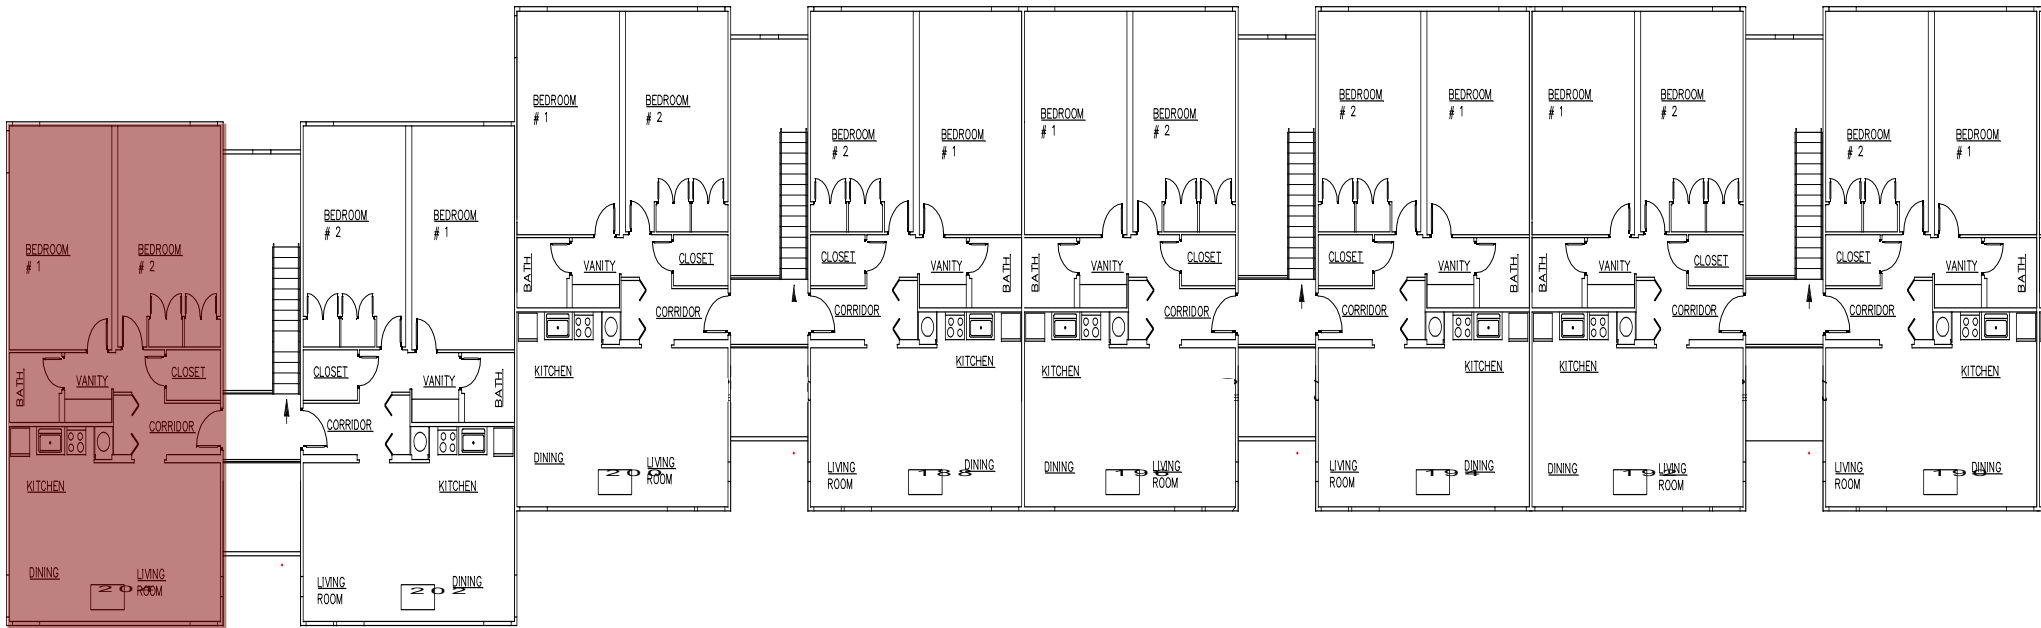 BEDROOM
# 1
BEDROOM
# 2
BATH
VANITY
CLOSET
CORRIDOR
KITCHEN
DINING
LIVING
ROOM
BEDROOM
# 2
BEDROOM
# 1
CLOSET
VANITY
BATH
CORRIDOR
KITCHEN
LIVING
ROOM
DINING
202
BEDROOM
# 1
BEDROOM
# 2
BATH
VANITY
CLOSET
CORRIDOR
KITCHEN
DINING
LIVING
ROOM
BEDROOM
# 2
BEDROOM
# 1
CLOSET
VANITY
BATH
CORRIDOR
KITCHEN
LIVING
ROOM
DINING
BEDROOM
# 1
BEDROOM
# 2
BATH
VANITY
CLOSET
CORRIDOR
KITCHEN
DINING
LIVING
ROOM
BEDROOM
# 2
BEDROOM
# 1
CLOSET
VANITY
BATH
CORRIDOR
KITCHEN
LIVING
ROOM
DINING
BEDROOM
# 1
BEDROOM
# 2
BATH
VANITY
CLOSET
CORRIDOR
KITCHEN
DINING
LIVING
ROOM
BEDROOM
# 2
BEDROOM
# 1
CLOSET
VANITY
BATH
CORRIDOR
KITCHEN
LIVING
ROOM
DINING